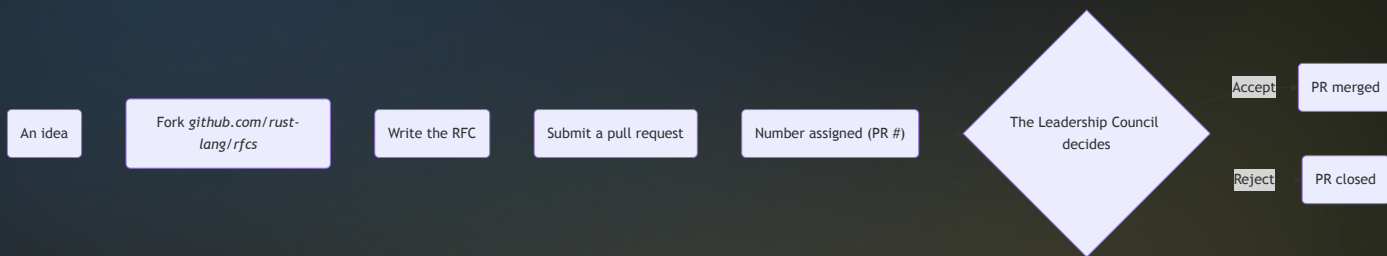 An idea
Fork github.com/rust-
lang/rfcs
Write the RFC
Submit a pull request
Number assigned (PR #)
The Leadership Council
decides
Accept
PR merged
Reject
PR closed